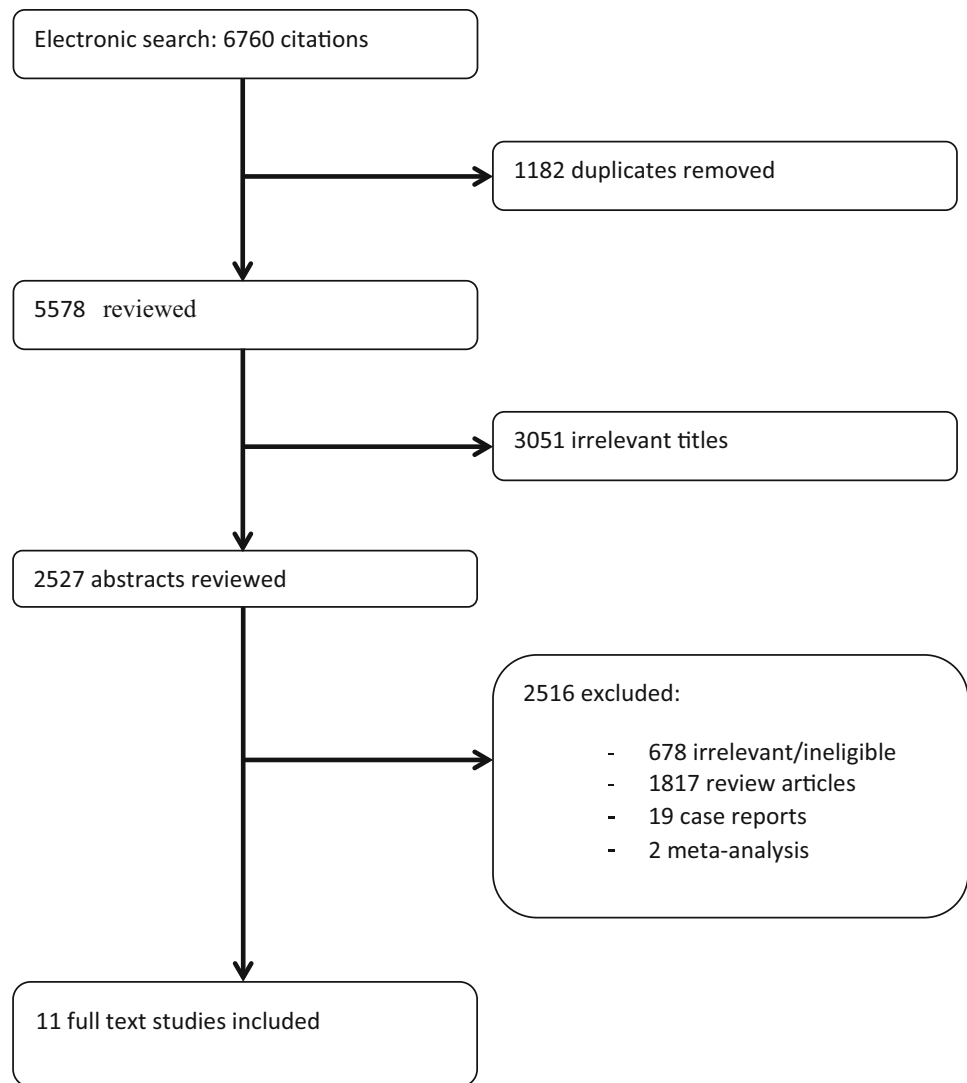 Electronic search: 6760 citations
1182 duplicates removed
5578 reviewed
3051 irrelevant titles
2527 abstracts reviewed
2516 excluded:
- 678 irrelevant/ineligible
- 1817 review articles
- 19 case reports
- 2 meta-analysis
11 full text studies included